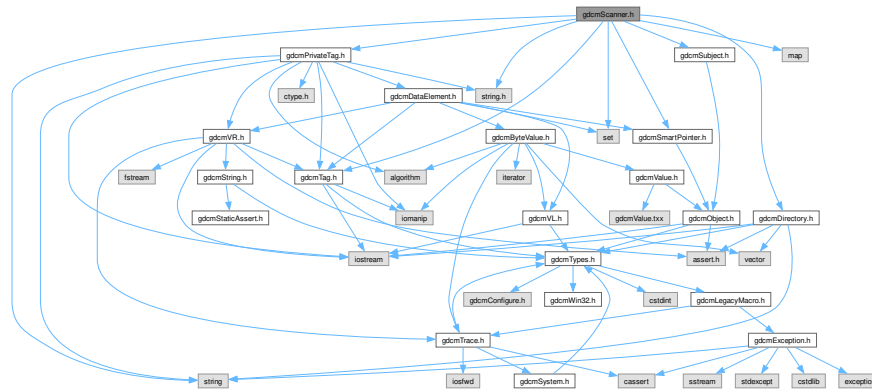 gdcmScanner.h
gdcmPrivateTag.h
gdcmSubject.h
map
ctype.h
gdcmDataElement.h
string.h
gdcmVR.h
gdcmByteValue.h
set
gdcmSmartPointer.h
fstream
gdcmString.h
gdcmTag.h
algorithm
iterator
gdcmValue.h
gdcmStaticAssert.h
iomanip
gdcmVL.h
gdcmValue.txx
gdcmObject.h
gdcmDirectory.h
iostream
gdcmTypes.h
assert.h
vector
gdcmConfigure.h
gdcmWin32.h
cstdint
gdcmLegacyMacro.h
gdcmTrace.h
gdcmException.h
string
iosfwd
gdcmSystem.h
cassert
sstream
stdexcept
cstdlib
exception